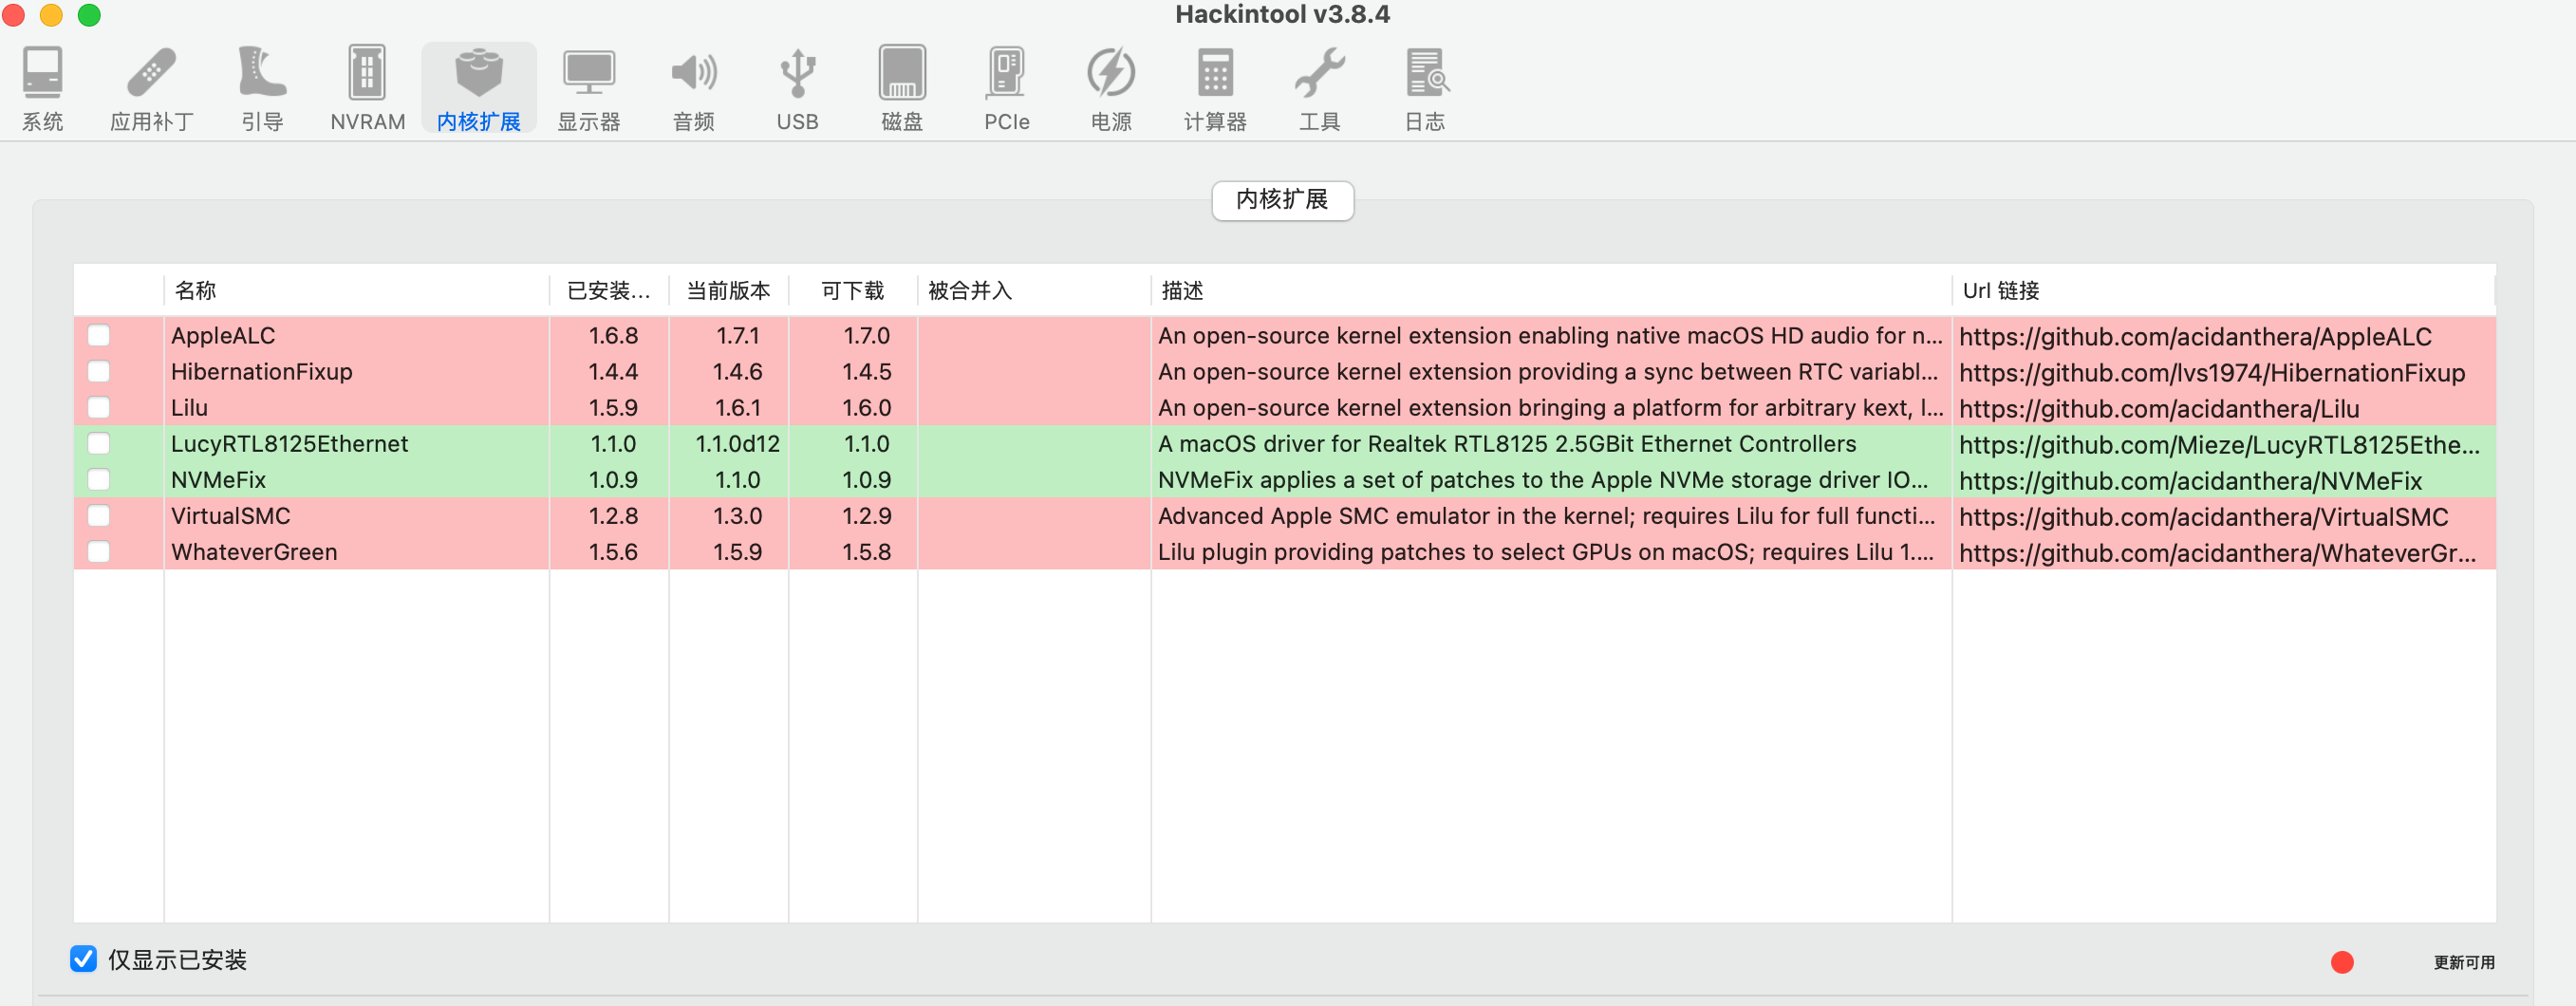 Hackintool v3.8.4
系统 应用补丁 引导 NVRAM 内核扩展 显示器 音频 USB 磁盘 PCIe 电源 计算器 工具 日志
内核扩展
名称 已安装... 当前版本 可下载 被合并入 描述 Url 链接
AppleALC 1.6.8 1.7.1 1.7.0 An open-source kernel extension enabling native macOS HD audio for n... https://github.com/acidanthera/AppleALC
HibernationFixup 1.4.4 1.4.6 1.4.5 An open-source kernel extension providing a sync between RTC variabl... https://github.com/lvs1974/HibernationFixup
Lilu 1.5.9 1.6.1 1.6.0 An open-source kernel extension bringing a platform for arbitrary kext, l... https://github.com/acidanthera/Lilu
LucyRTL8125Ethernet 1.1.0 1.1.0d12 1.1.0 A macOS driver for Realtek RTL8125 2.5GBit Ethernet Controllers https://github.com/Mieze/LucyRTL8125Ethe...
NVMeFix 1.0.9 1.1.0 1.0.9 NVMeFix applies a set of patches to the Apple NVMe storage driver IO... https://github.com/acidanthera/NVMeFix
VirtualSMC 1.2.8 1.3.0 1.2.9 Advanced Apple SMC emulator in the kernel; requires Lilu for full functi... https://github.com/acidanthera/VirtualSMC
WhateverGreen 1.5.6 1.5.9 1.5.8 Lilu plugin providing patches to select GPUs on macOS; requires Lilu 1.... https://github.com/acidanthera/WhateverGr...
仅显示已安装 更新可用